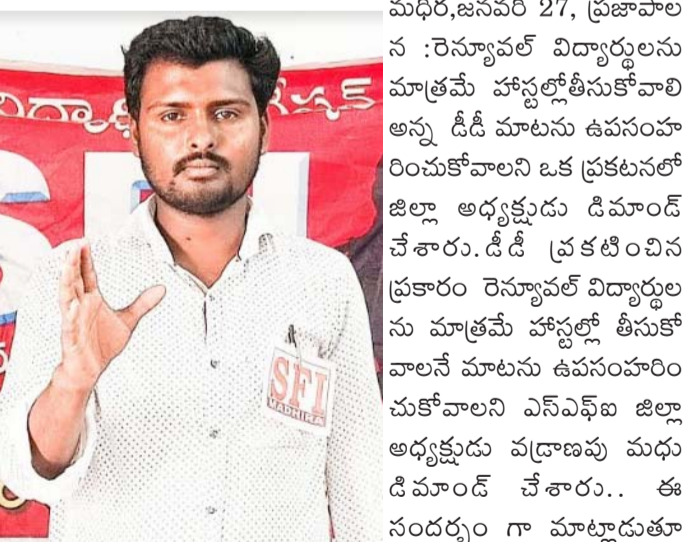 మధిర,జనవరి 27, ప్రజాపాల
న :రెన్యూవల్ విద్యార్థులను
మాత్రమే హాస్టల్లోతీసుకోవాలి
అన్న డీడీ మాటను ఉపసంహ
రించుకోవాలని ఒక ప్రకటనలో
జిల్లా అధ్యక్షుడు డిమాండ్
చేశారు.డీడీ ప్రకటించిన
ప్రకారం రెన్యూవల్ విద్యార్థుల
ను మాత్రమే హాస్టల్లో తీసుకో
వాలనే మాటను ఉపసంహరిం
చుకోవాలని ఎస్ఎఫ్ఐ జిల్లా
అధ్యక్షుడు వడ్రాణపు మధు
డిమాండ్ చేశారు.. ఈ
సందర్భం గా మాట్లాడుతూ
SFI
MADHIRA